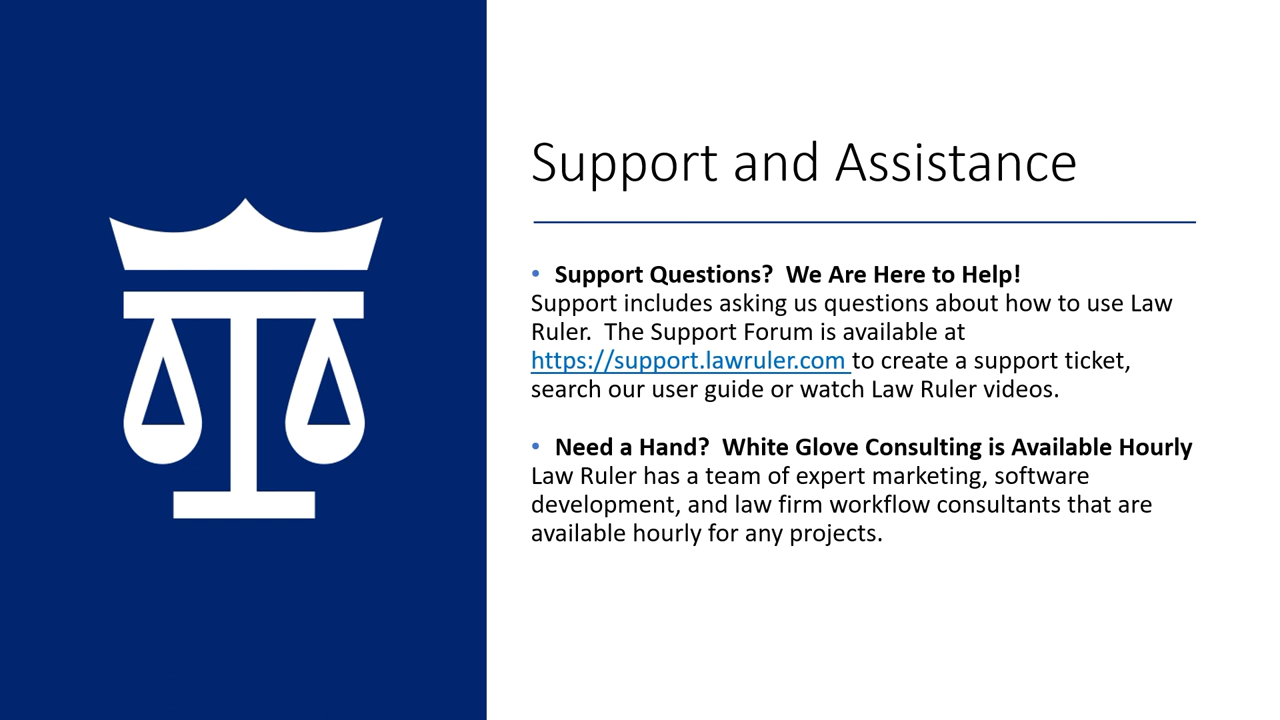 Support and Assistance
• Support Questions?  We Are Here to Help!
Support includes asking us questions about how to use Law
Ruler.  The Support Forum is available at
https://support.lawruler.com to create a support ticket,
search our user guide or watch Law Ruler videos.
• Need a Hand?  White Glove Consulting is Available Hourly
Law Ruler has a team of expert marketing, software
development, and law firm workflow consultants that are
available hourly for any projects.